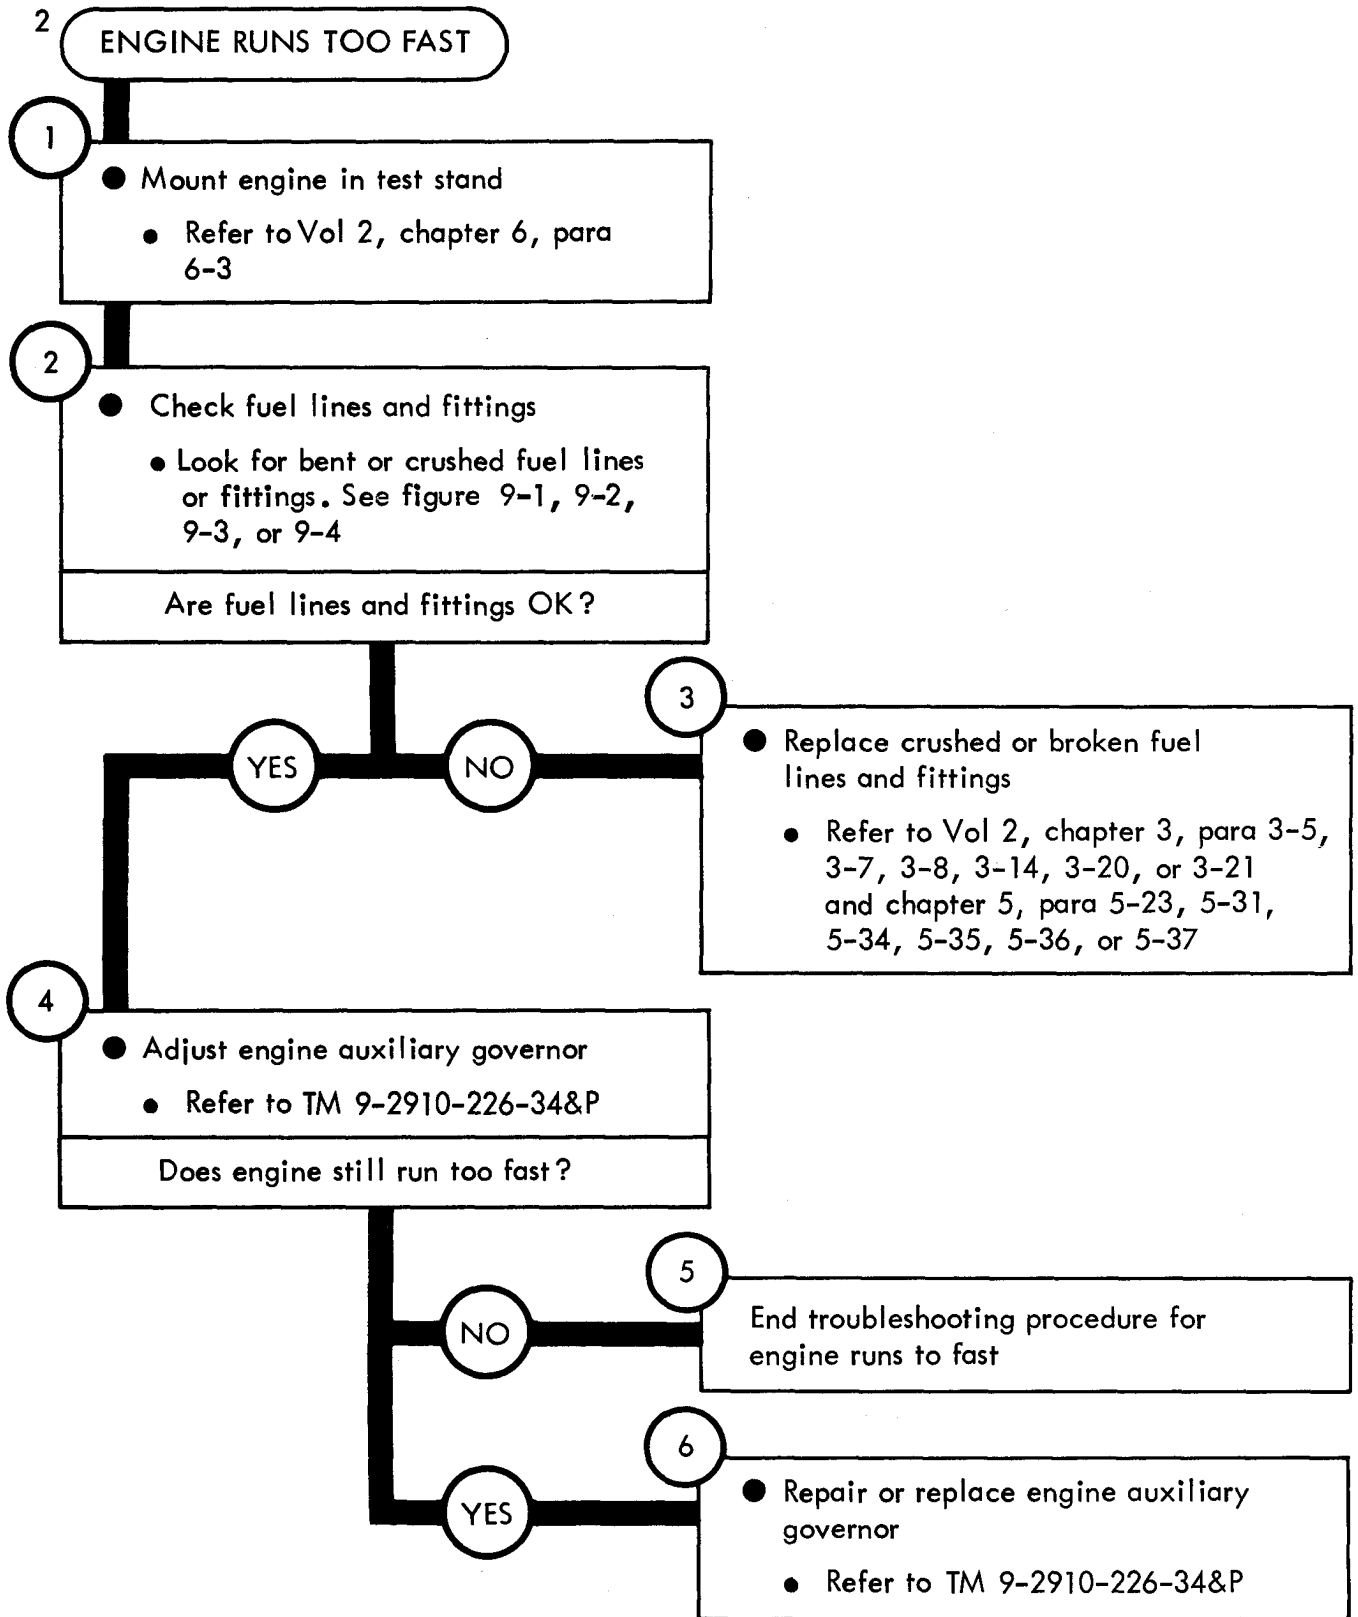 2
ENGINE RUNS TOO FAST
1
● Mount engine in test stand
● Refer to Vol 2, chapter 6, para
6-3
2
● Check fuel lines and fittings
● Look for bent or crushed fuel lines
or fittings. See figure 9-1, 9-2,
9-3, or 9-4
Are fuel lines and fittings OK?
YES
NO
3
● Replace crushed or broken fuel
lines and fittings
● Refer to Vol 2, chapter 3, para 3-5,
3-7, 3-8, 3-14, 3-20, or 3-21
and chapter 5, para 5-23, 5-31,
5-34, 5-35, 5-36, or 5-37
4
● Adjust engine auxiliary governor
● Refer to TM 9-2910-226-34&P
Does engine still run too fast?
NO
5
End troubleshooting procedure for
engine runs to fast
YES
6
● Repair or replace engine auxiliary
governor
● Refer to TM 9-2910-226-34&P